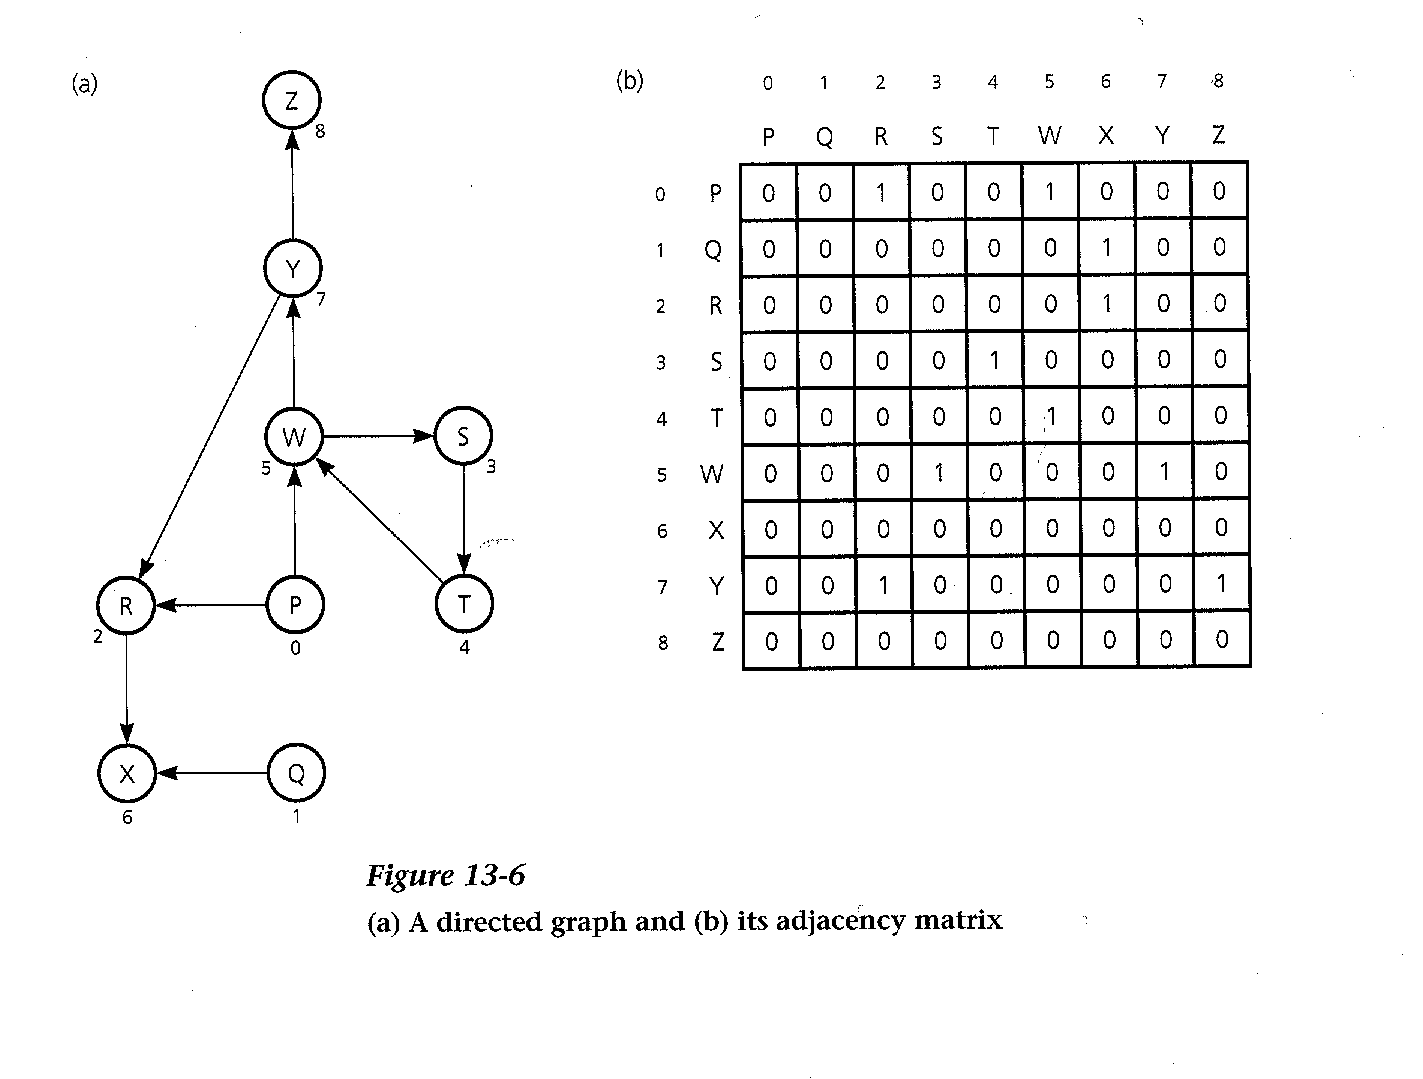 (a)
Z
8
Y
7
W
5
S
3
R
2
P
0
T
4
X
6
Q
1
(b)
0 1 2 3 4 5 6 7 8
P Q R S T W X Y Z
0 P 0 0 1 0 0 1 0 0 0
1 Q 0 0 0 0 0 0 1 0 0
2 R 0 0 0 0 0 0 1 0 0
3 S 0 0 0 0 1 0 0 0 0
4 T 0 0 0 0 0 1 0 0 0
5 W 0 0 0 1 0 0 0 1 0
6 X 0 0 0 0 0 0 0 0 0
7 Y 0 0 1 0 0 0 0 0 1
8 Z 0 0 0 0 0 0 0 0 0
Figure 13-6
(a) A directed graph and (b) its adjacency matrix